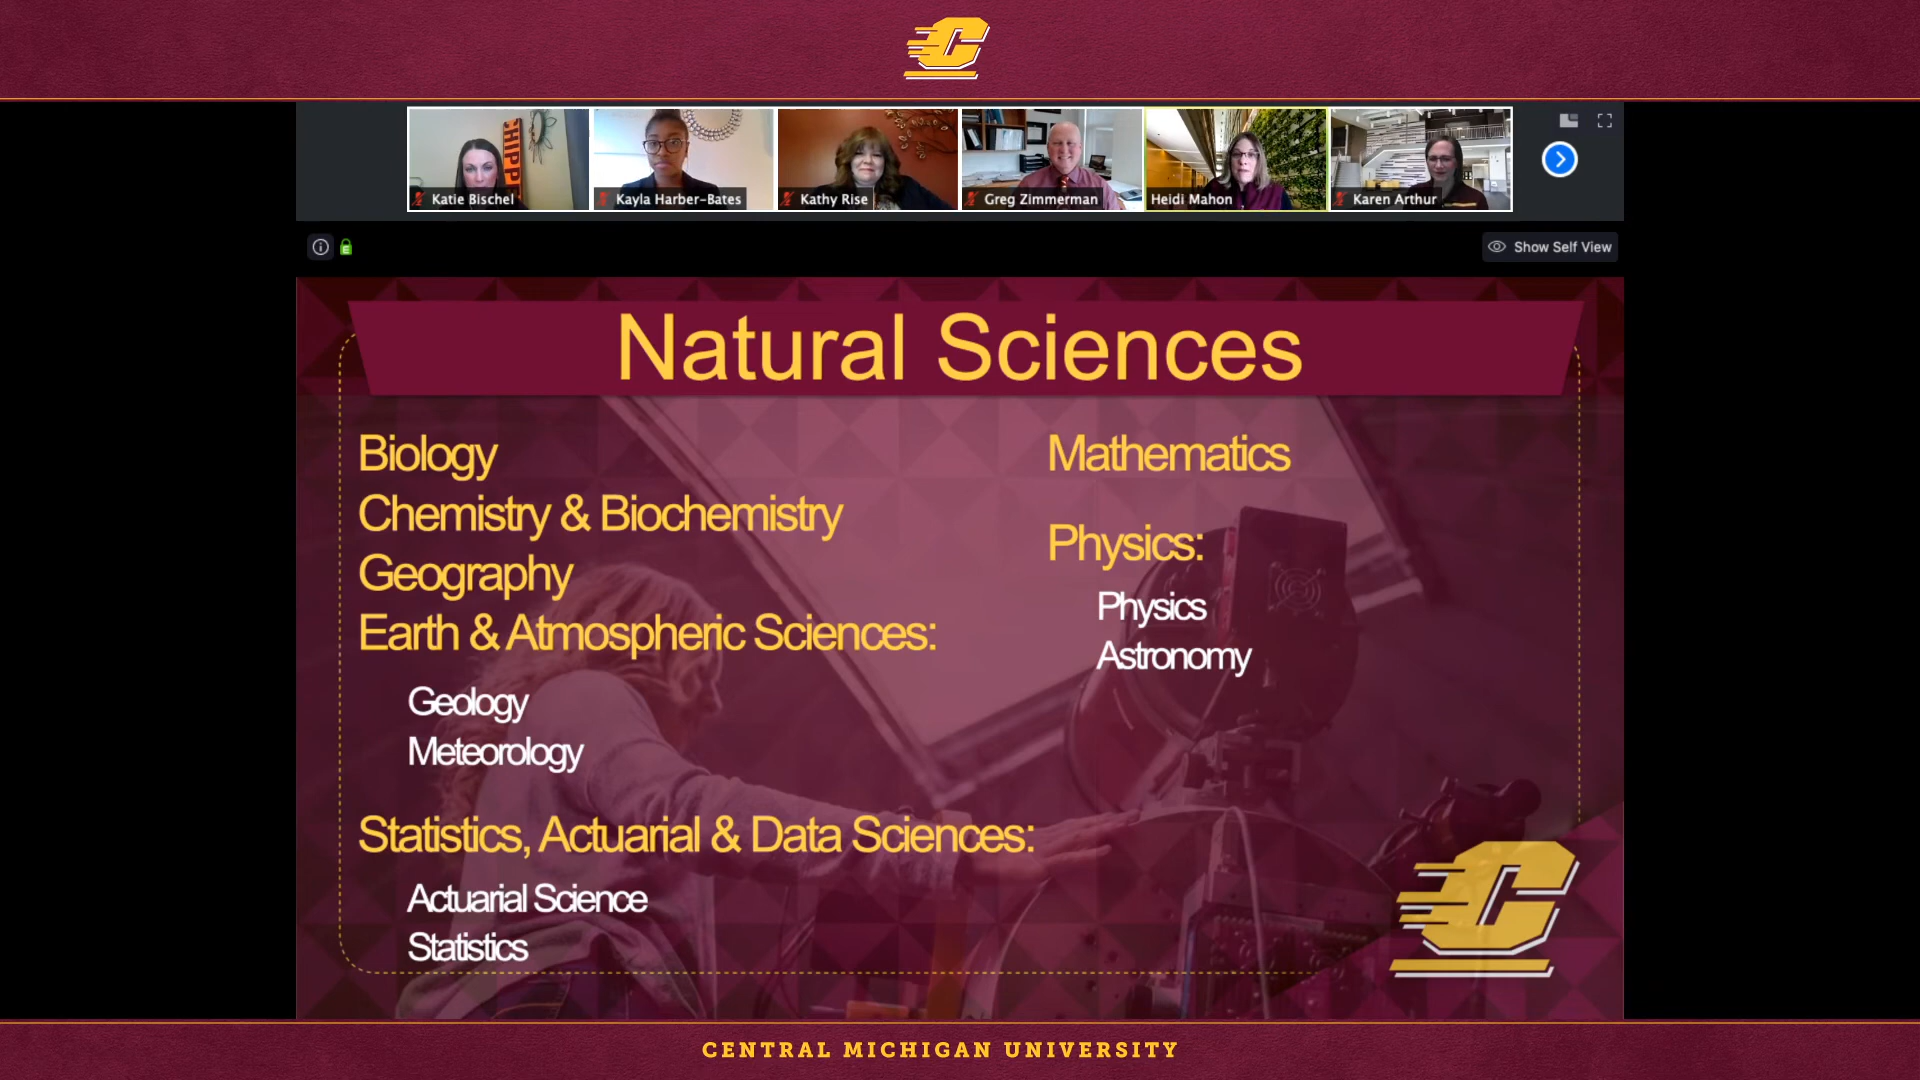 CHIPP
Katie Bischel
Kayla Harber-Bates
Kathy Rise
Greg Zimmerman
Heidi Mahon
Karen Arthur
Show Self View
Natural Sciences
Biology
Chemistry & Biochemistry
Geography
Earth & Atmospheric Sciences:
Geology
Meteorology
Statistics, Actuarial & Data Sciences:
Actuarial Science
Statistics
Mathematics
Physics:
Physics
Astronomy
C
CENTRAL MICHIGAN UNIVERSITY